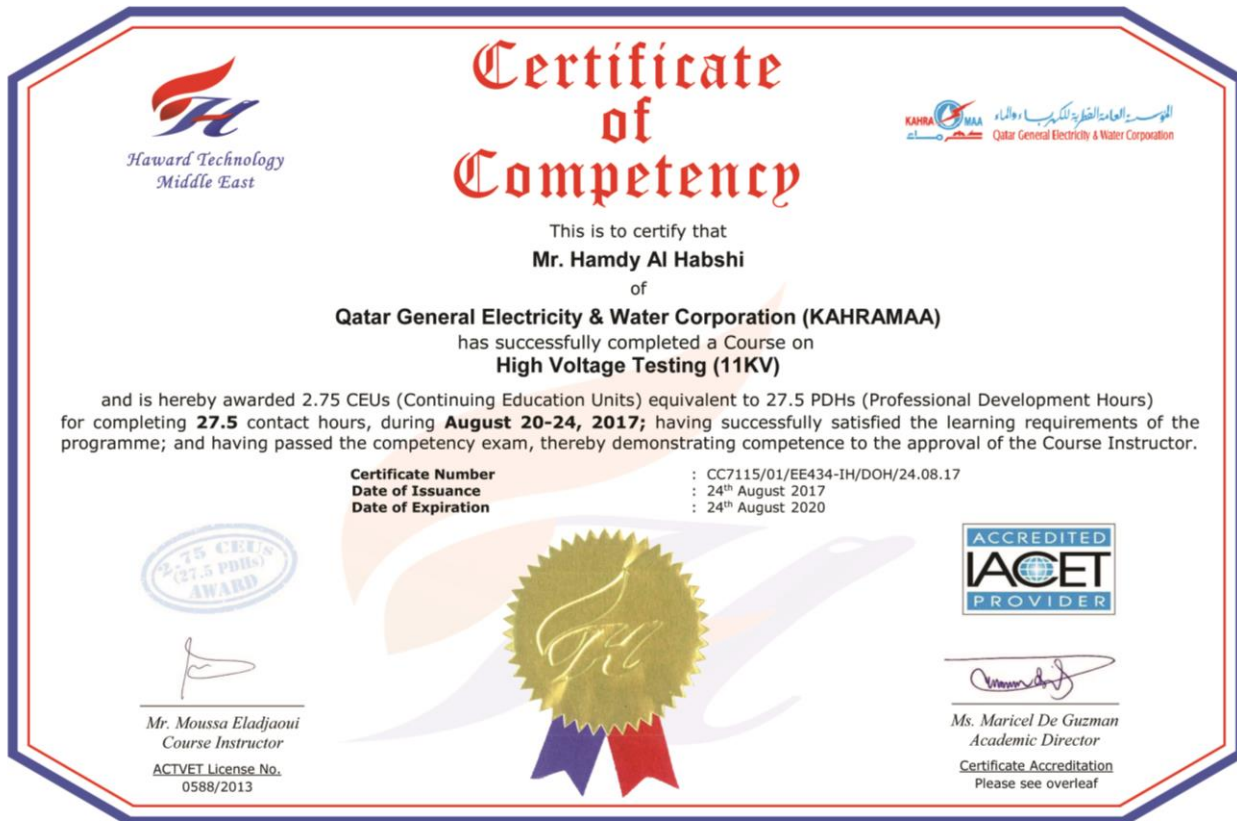 Haward Technology
Middle East
Certificate
of
Competency
KAHRA MAA
كهرماء
المؤسسة العامة القطرية للكهرباء والماء
Qatar General Electricity & Water Corporation
This is to certify that
Mr. Hamdy Al Habshi
of
Qatar General Electricity & Water Corporation (KAHRAMAA)
has successfully completed a Course on
High Voltage Testing (11KV)
and is hereby awarded 2.75 CEUs (Continuing Education Units) equivalent to 27.5 PDHs (Professional Development Hours)
for completing 27.5 contact hours, during August 20-24, 2017; having successfully satisfied the learning requirements of the
programme; and having passed the competency exam, thereby demonstrating competence to the approval of the Course Instructor.
Certificate Number : CC7115/01/EE434-IH/DOH/24.08.17
Date of Issuance : 24th August 2017
Date of Expiration : 24th August 2020
2.75 CEUs
(27.5 PDHs)
AWARD
ACCREDITED
IACET
PROVIDER
Mr. Moussa Eladjaoui
Course Instructor
ACTVET License No.
0588/2013
Ms. Maricel De Guzman
Academic Director
Certificate Accreditation
Please see overleaf